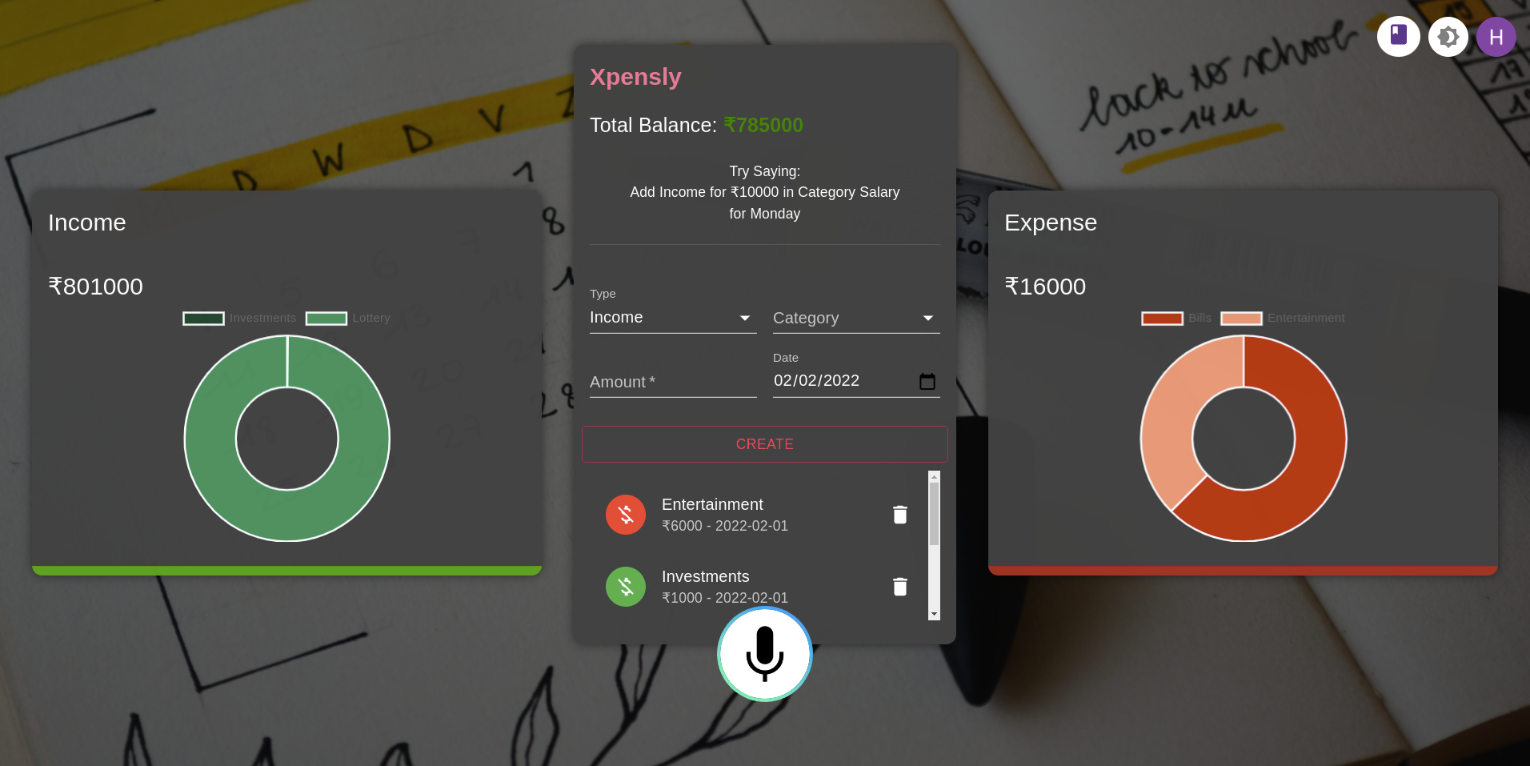 back to school
10-14u
D W D V Z
H
Xpensly
Total Balance: ₹785000
Try Saying:
Add Income for ₹10000 in Category Salary
for Monday
Income
₹801000
Investments Lottery
Type
Income
Category
Amount *
Date
02/02/2022
CREATE
Entertainment
₹6000 - 2022-02-01
Investments
₹1000 - 2022-02-01
Expense
₹16000
Bills Entertainment